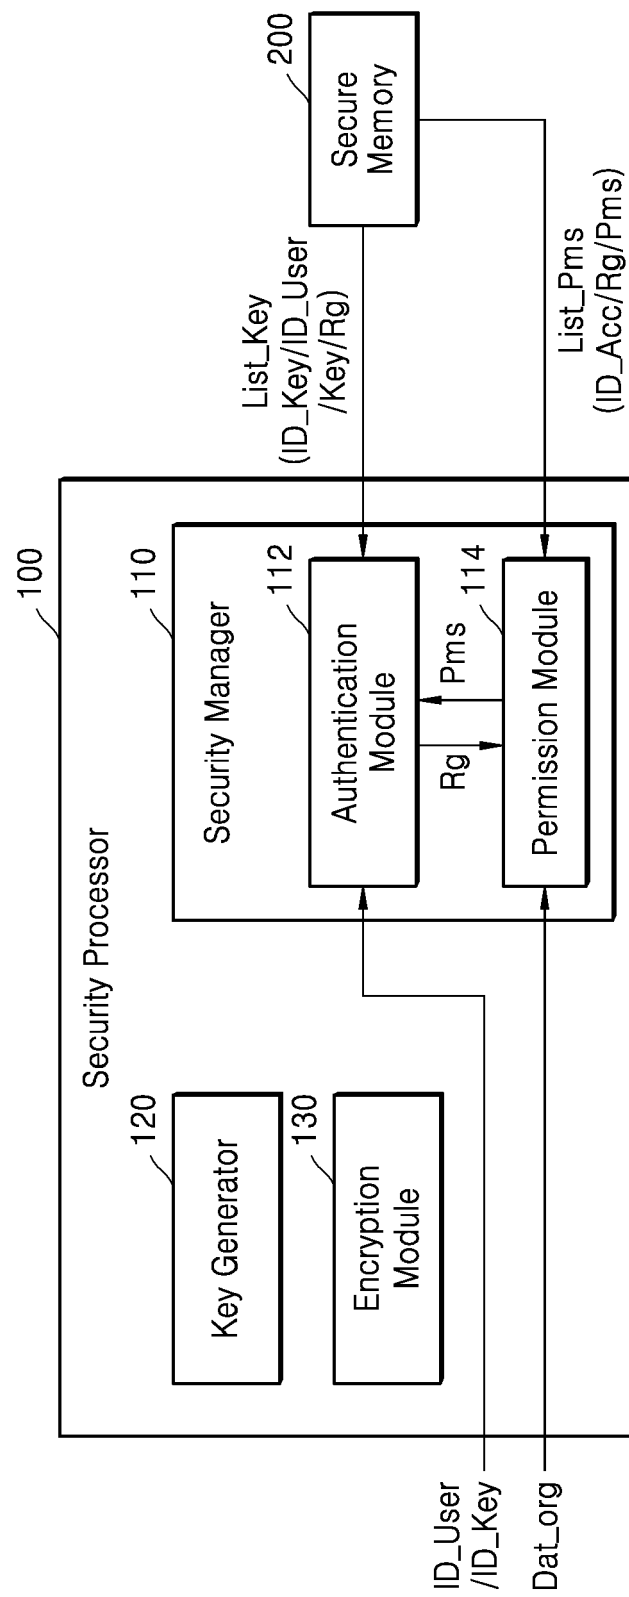 100
Security Processor
120
Key Generator
130
Encryption
Module
110
Security Manager
112
Authentication
Module
Rg
Pms
114
Permission Module
200
Secure
Memory
List_Key
(ID_Key/ID_User
/Key/Rg)
List_Pms
(ID_Acc/Rg/Pms)
ID_User
/ID_Key
Dat_org